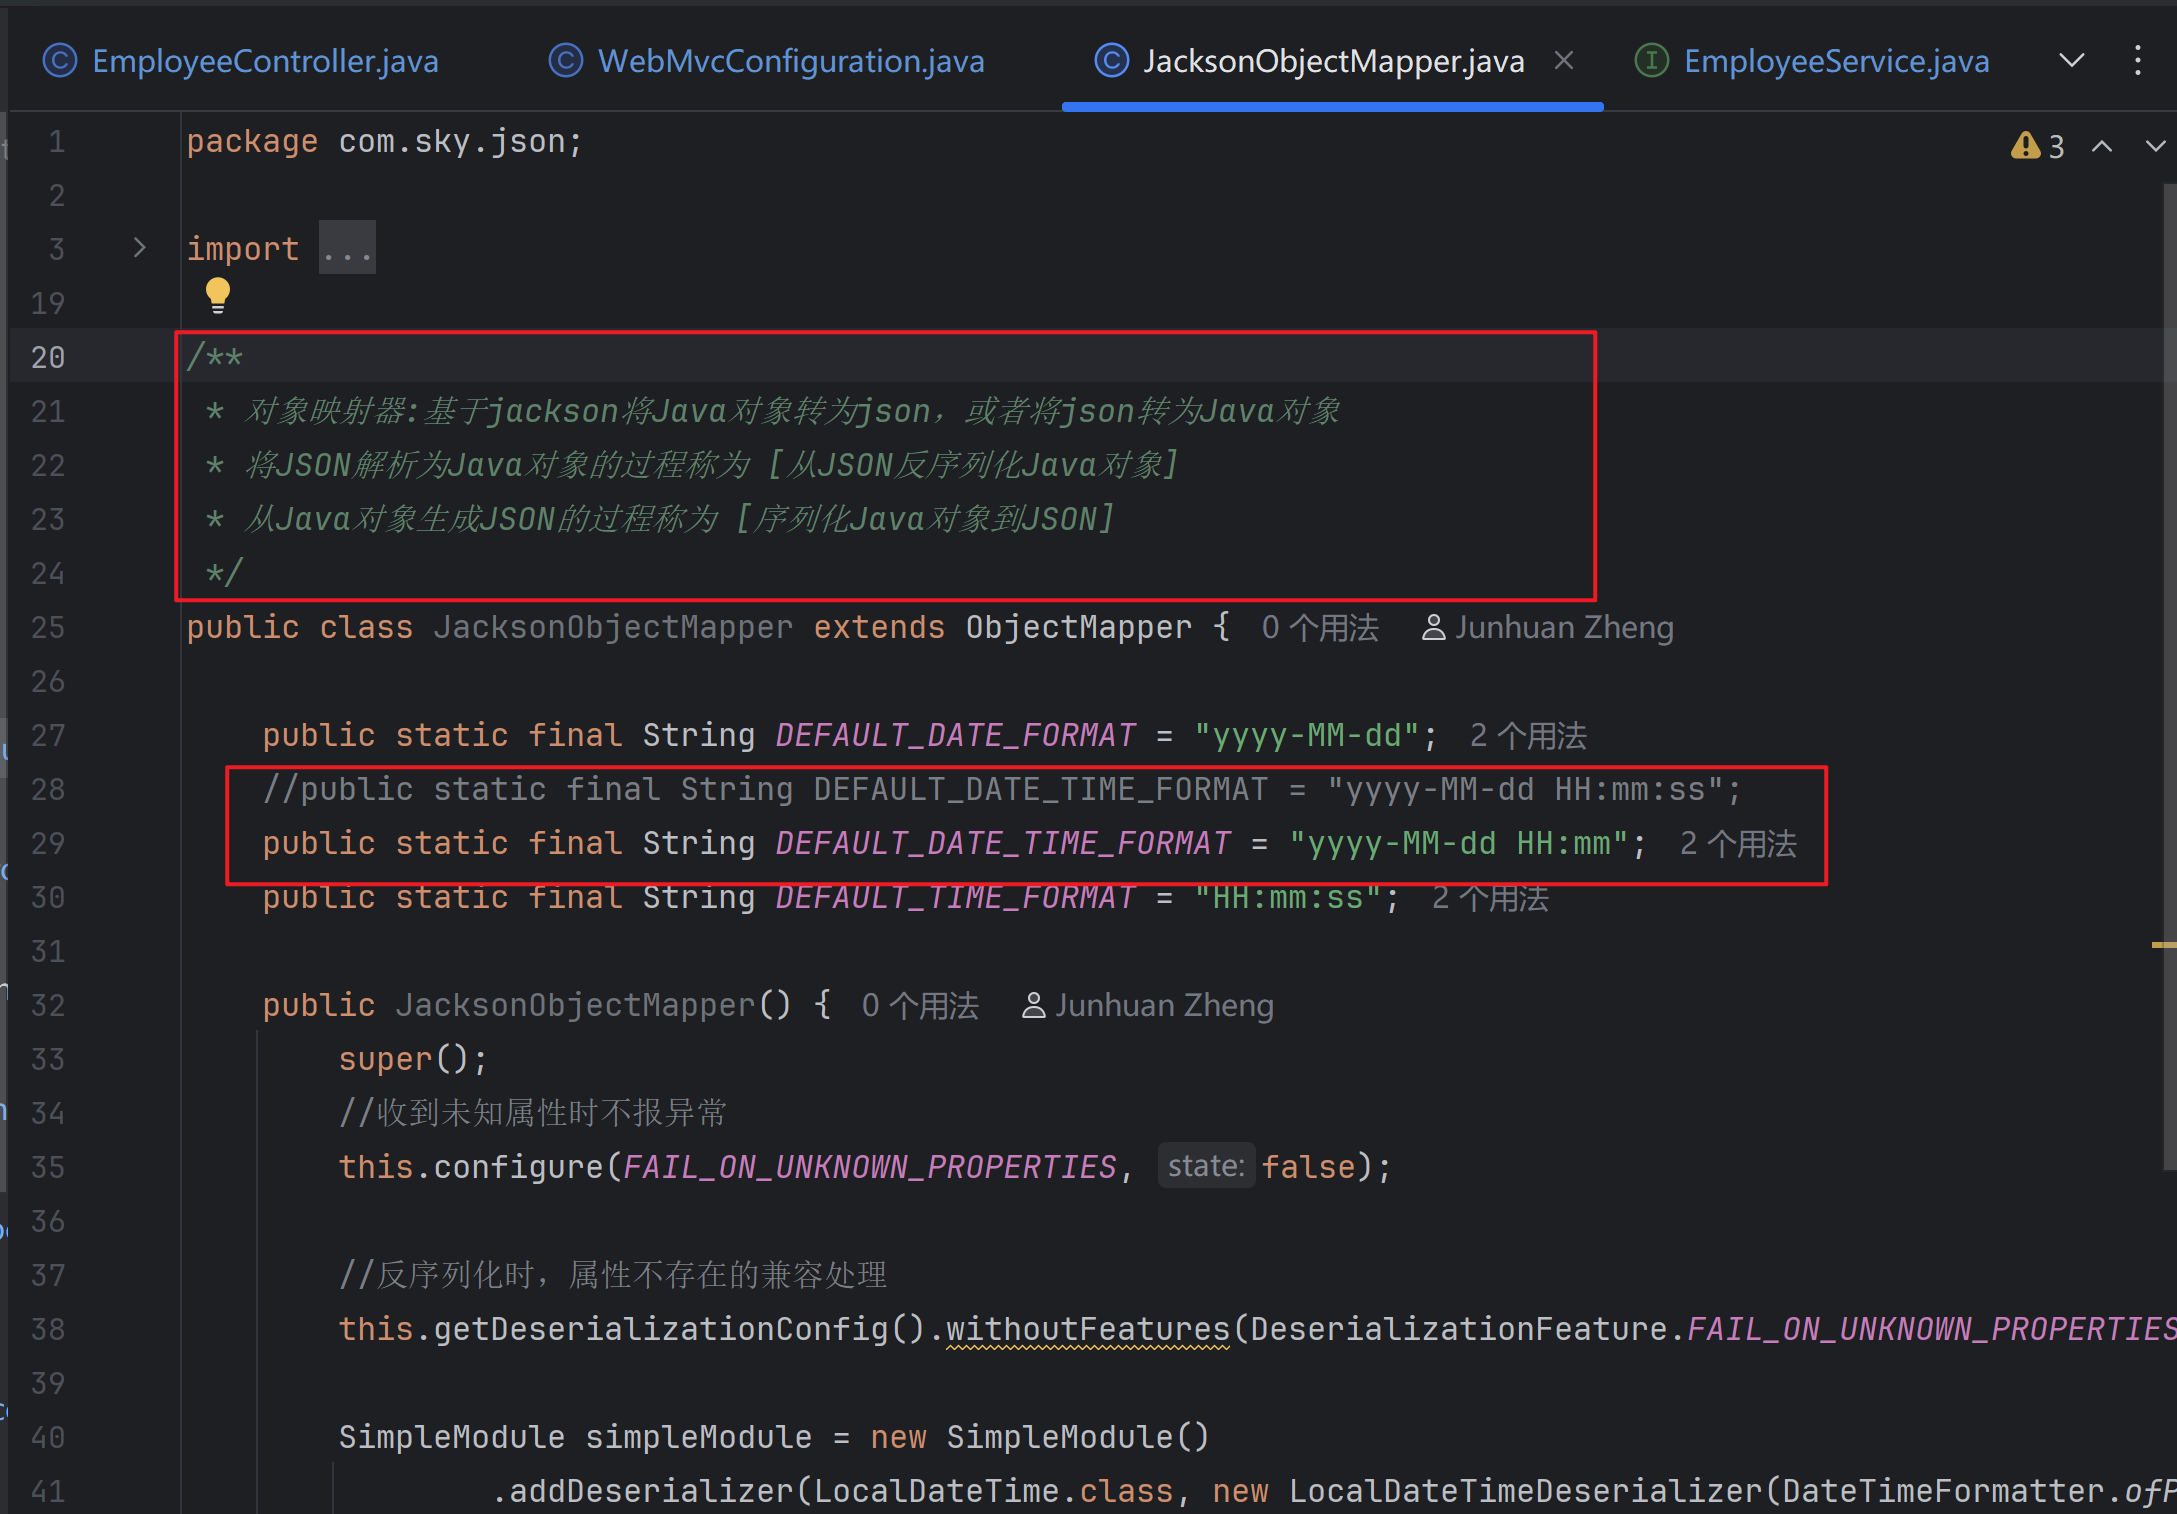 EmployeeController.java WebMvcConfiguration.java JacksonObjectMapper.java EmployeeService.java
1 package com.sky.json; 3
2
3 import ...
19
20 /**
21 * 对象映射器:基于jackson将Java对象转为json，或者将json转为Java对象
22 * 将JSON解析为Java对象的过程称为 [从JSON反序列化Java对象]
23 * 从Java对象生成JSON的过程称为 [序列化Java对象到JSON]
24 */
25 public class JacksonObjectMapper extends ObjectMapper { 0 个用法 Junhuan Zheng
26
27 public static final String DEFAULT_DATE_FORMAT = "yyyy-MM-dd"; 2 个用法
28 //public static final String DEFAULT_DATE_TIME_FORMAT = "yyyy-MM-dd HH:mm:ss";
29 public static final String DEFAULT_DATE_TIME_FORMAT = "yyyy-MM-dd HH:mm"; 2 个用法
30 public static final String DEFAULT_TIME_FORMAT = "HH:mm:ss"; 2 个用法
31
32 public JacksonObjectMapper() { 0 个用法 Junhuan Zheng
33 super();
34 //收到未知属性时不报异常
35 this.configure(FAIL_ON_UNKNOWN_PROPERTIES, state: false);
36
37 //反序列化时，属性不存在的兼容处理
38 this.getDeserializationConfig().withoutFeatures(DeserializationFeature.FAIL_ON_UNKNOWN_PROPERTIES
39
40 SimpleModule simpleModule = new SimpleModule()
41 .addDeserializer(LocalDateTime.class, new LocalDateTimeDeserializer(DateTimeFormatter.ofP